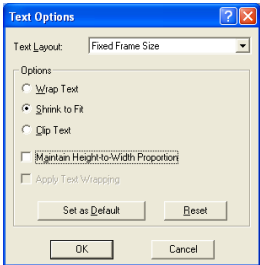 Text Options
Text Layout: Fixed Frame Size
Options
Wrap Text
Shrink to Fit
Clip Text
Maintain Height-to-Width Proportion
Apply Text Wrapping
Set as Default Reset
OK Cancel